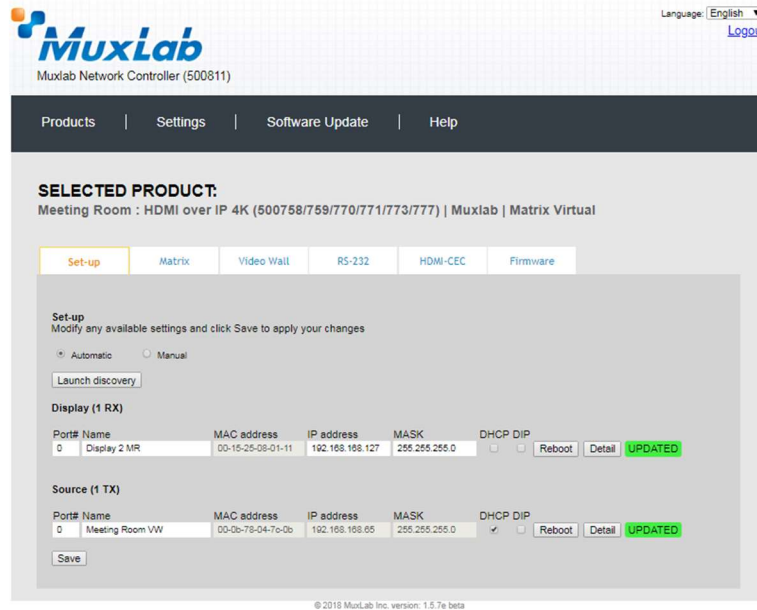 Language: English
Logou
MuxLab
Muxlab Network Controller (500811)
Products | Settings | Software Update | Help
SELECTED PRODUCT:
Meeting Room : HDMI over IP 4K (500758/759/770/771/773/777) | Muxlab | Matrix Virtual
Set-up Matrix Video Wall RS-232 HDMI-CEC Firmware
Set-up
Modify any available settings and click Save to apply your changes
Automatic Manual
Launch discovery
Display (1 RX)
Port# Name MAC address IP address MASK DHCP DIP
0 Display 2 MR 00-15-25-08-01-11 192.168.168.127 255.255.255.0 Reboot Detail UPDATED
Source (1 TX)
Port# Name MAC address IP address MASK DHCP DIP
0 Meeting Room VW 00-0b-78-04-7c-0b 192.168.168.65 255.255.255.0 Reboot Detail UPDATED
Save
© 2018 MuxLab Inc. version: 1.5.7e beta